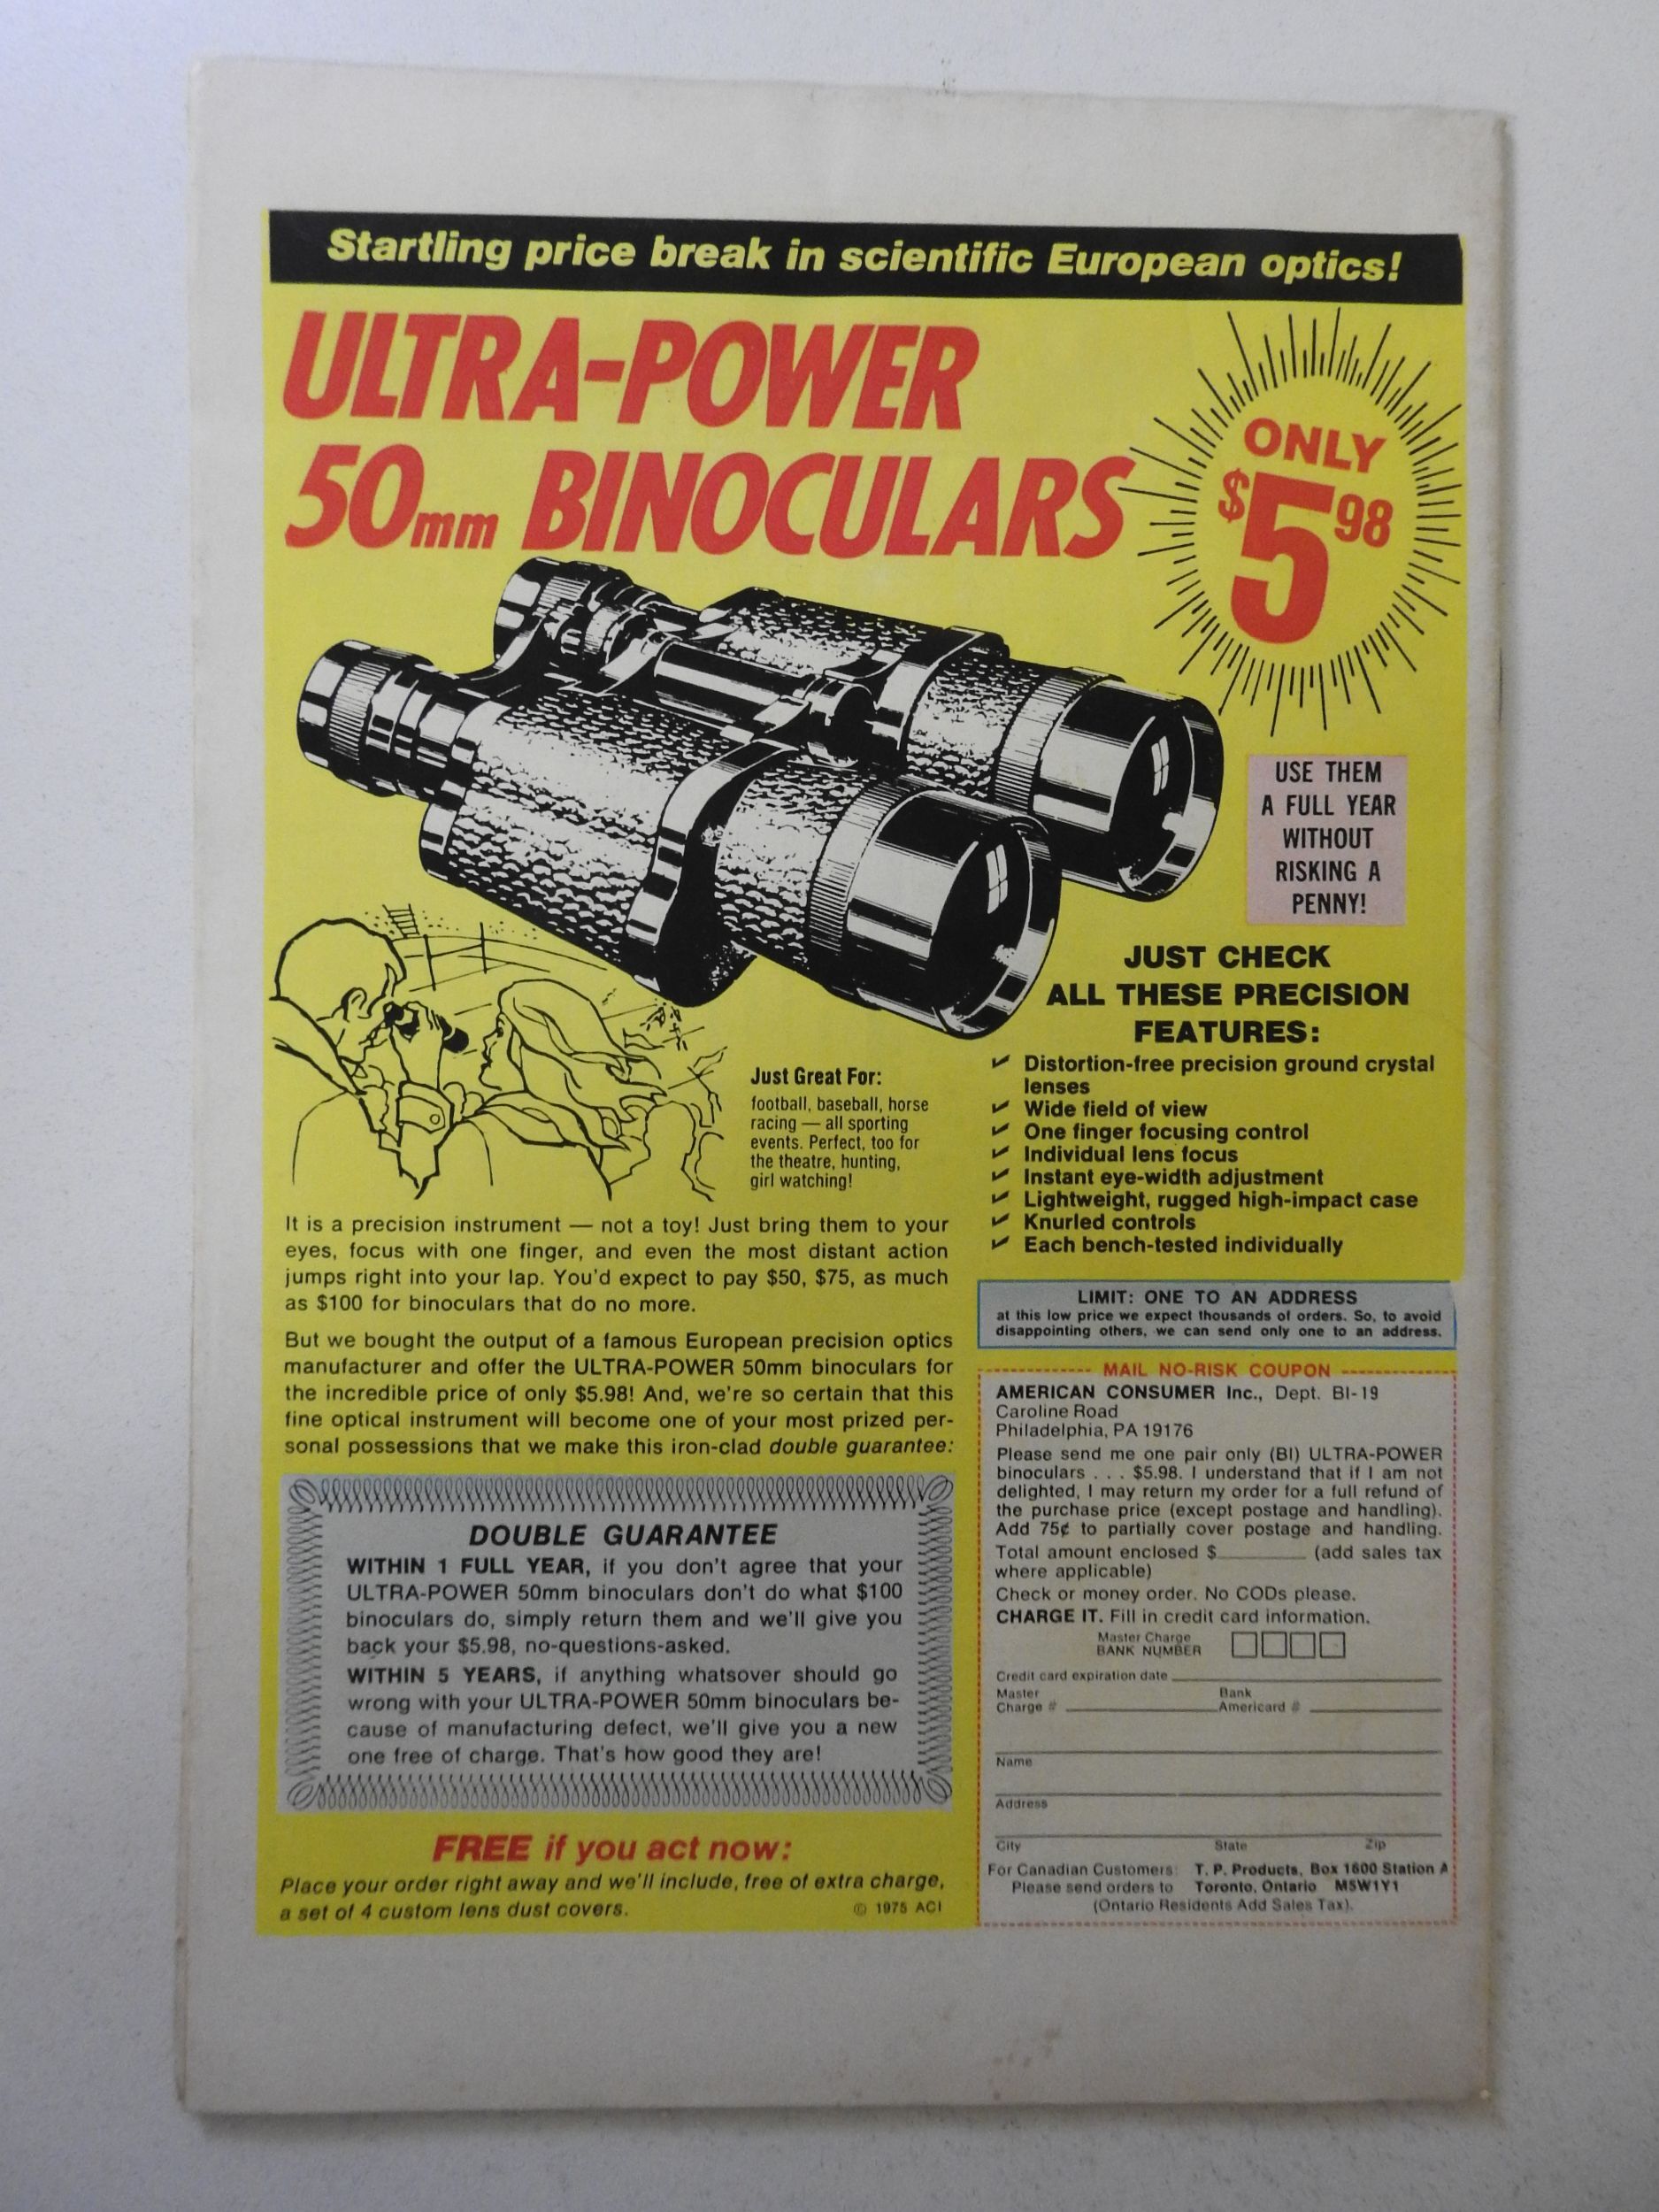 Startling price break in scientific European optics!
ULTRA-POWER
50mm BINOCULARS
ONLY
$5 98
USE THEM
A FULL YEAR
WITHOUT
RISKING A
PENNY!
JUST CHECK
ALL THESE PRECISION
FEATURES:
✔ Distortion-free precision ground crystal
lenses
✔ Wide field of view
✔ One finger focusing control
✔ Individual lens focus
✔ Instant eye-width adjustment
✔ Lightweight, rugged high-impact case
✔ Knurled controls
✔ Each bench-tested individually
Just Great For:
football, baseball, horse
racing — all sporting
events. Perfect, too for
the theatre, hunting,
girl watching!
It is a precision instrument — not a toy! Just bring them to your
eyes, focus with one finger, and even the most distant action
jumps right into your lap. You'd expect to pay $50, $75, as much
as $100 for binoculars that do no more.
But we bought the output of a famous European precision optics
manufacturer and offer the ULTRA-POWER 50mm binoculars for
the incredible price of only $5.98! And, we're so certain that this
fine optical instrument will become one of your most prized per-
sonal possessions that we make this iron-clad double guarantee:
DOUBLE GUARANTEE
WITHIN 1 FULL YEAR, if you don't agree that your
ULTRA-POWER 50mm binoculars don't do what $100
binoculars do, simply return them and we'll give you
back your $5.98, no-questions-asked.
WITHIN 5 YEARS, if anything whatsover should go
wrong with your ULTRA-POWER 50mm binoculars be-
cause of manufacturing defect, we'll give you a new
one free of charge. That's how good they are!
FREE if you act now:
Place your order right away and we'll include, free of extra charge,
a set of 4 custom lens dust covers.
© 1975 ACI
LIMIT: ONE TO AN ADDRESS
at this low price we expect thousands of orders. So, to avoid
disappointing others, we can send only one to an address.
MAIL NO-RISK COUPON
AMERICAN CONSUMER Inc., Dept. BI-19
Caroline Road
Philadelphia, PA 19176
Please send me one pair only (BI) ULTRA-POWER
binoculars . . . $5.98. I understand that if I am not
delighted, I may return my order for a full refund of
the purchase price (except postage and handling).
Add 75¢ to partially cover postage and handling.
Total amount enclosed $________ (add sales tax
where applicable)
Check or money order. No CODs please.
CHARGE IT. Fill in credit card information.
Master Charge
BANK NUMBER
Credit card expiration date
Master Bank
Charge # Americard #
Name
Address
City State Zip
For Canadian Customers: T. P. Products, Box 1600 Station A
Please send orders to Toronto, Ontario M5W1Y1
(Ontario Residents Add Sales Tax).